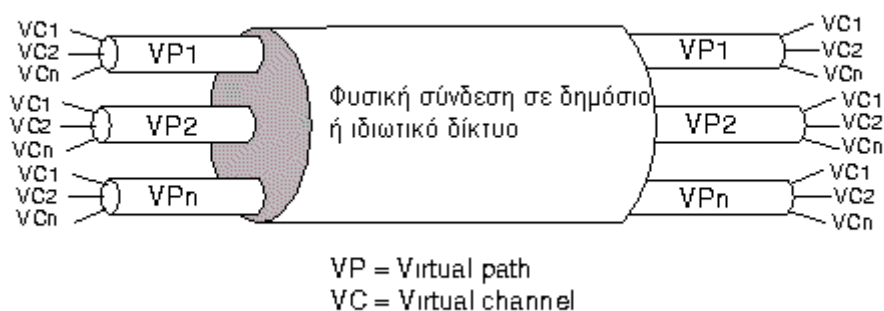 VC1
VC2
VCn
VP1
VC1
VC2
VCn
VP2
VC1
VC2
VCn
VPn
Φυσική σύνδεση σε δημόσιο
ή ιδιωτικό δίκτυο
VP1
VC1
VC2
VCn
VP2
VC1
VC2
VCn
VPn
VC1
VC2
VCn
VP = Virtual path
VC = Virtual channel